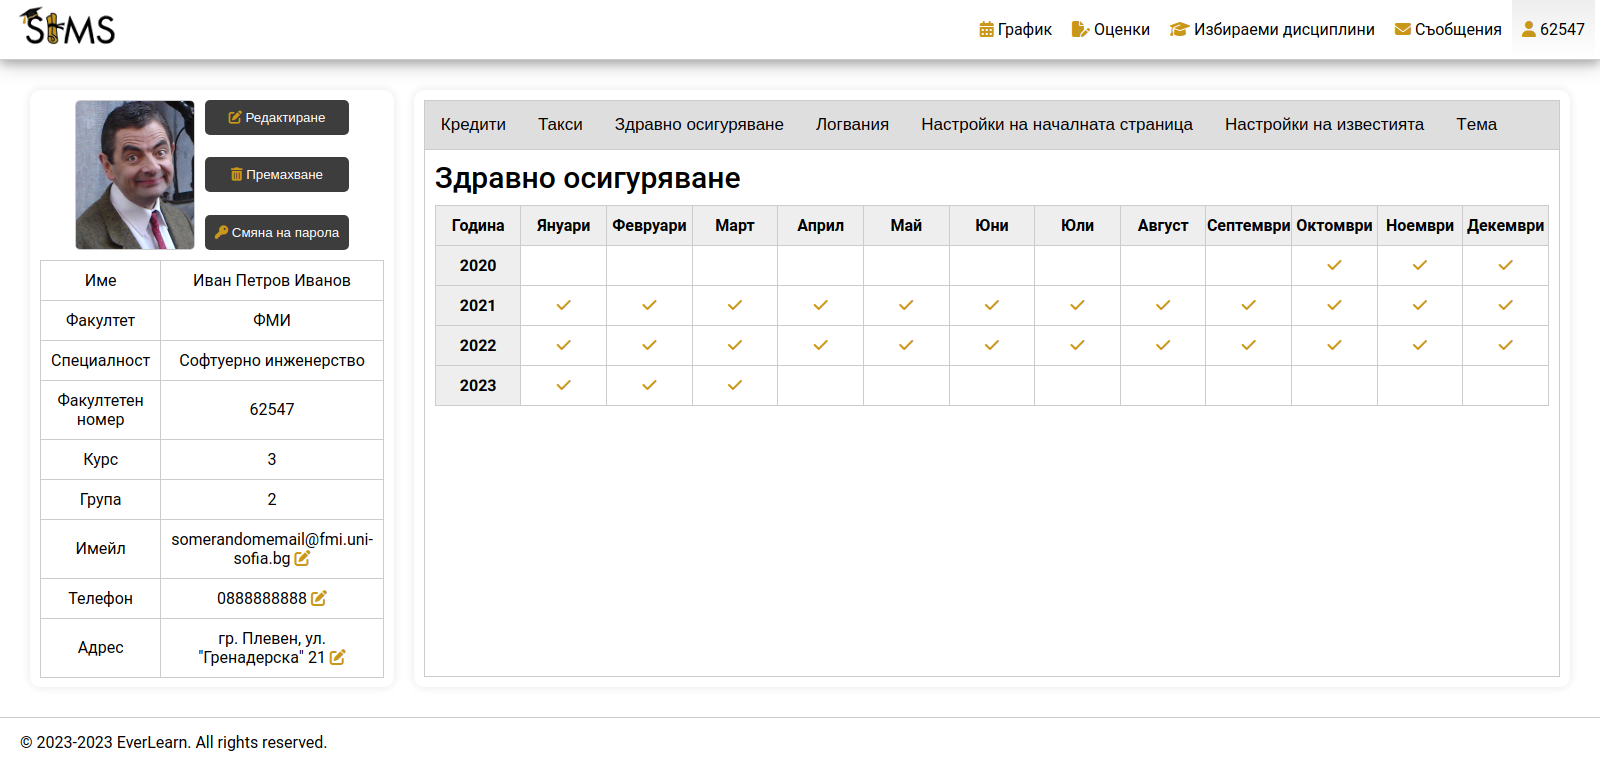 SIMS
График Оценки Избираеми дисциплини Съобщения 62547
Редактиране
Премахване
Смяна на парола
Име Иван Петров Иванов
Факултет ФМИ
Специалност Софтуерно инженерство
Факултетен
номер 62547
Курс 3
Група 2
Имейл somerandomemail@fmi.uni-
sofia.bg
Телефон 0888888888
Адрес гр. Плевен, ул.
"Гренадерска" 21
Кредити Такси Здравно осигуряване Логвания Настройки на началната страница Настройки на известията Тема
Здравно осигуряване
Година Януари Февруари Март Април Май Юни Юли Август Септември Октомври Ноември Декември
2020
2021
2022
2023
© 2023-2023 EverLearn. All rights reserved.